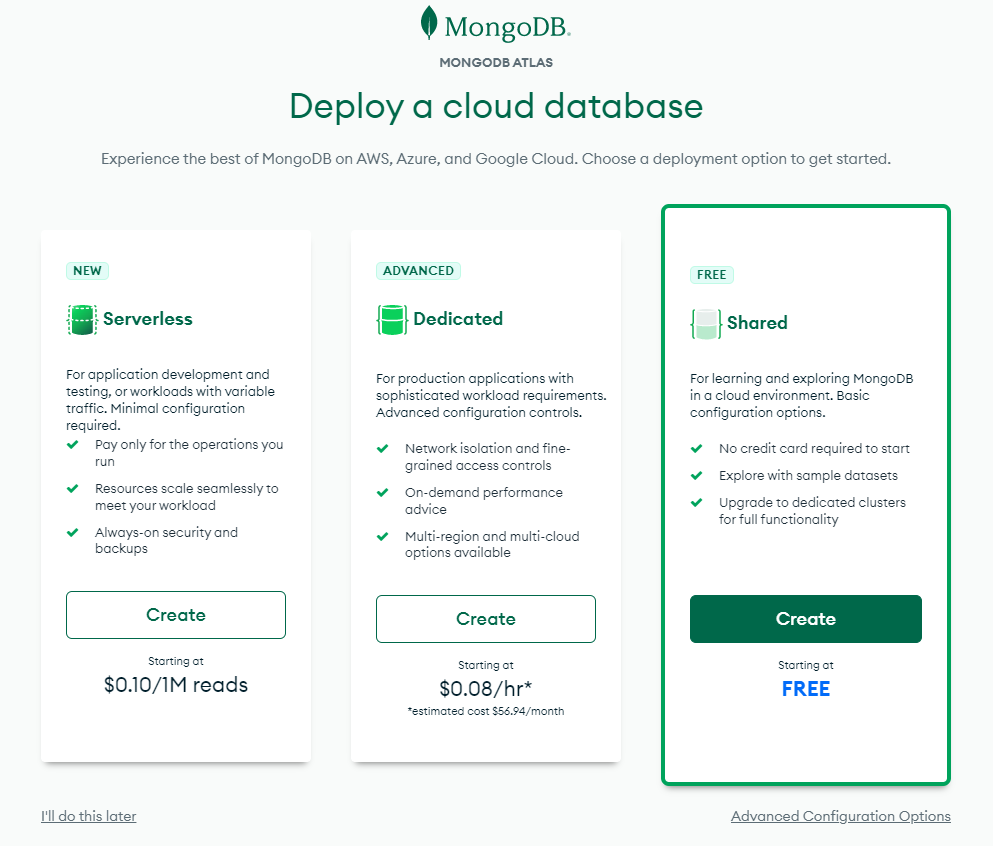 MongoDB.
MONGODB ATLAS
Deploy a cloud database
Experience the best of MongoDB on AWS, Azure, and Google Cloud. Choose a deployment option to get started.
NEW
Serverless
For application development and
testing, or workloads with variable
traffic. Minimal configuration
required.
Pay only for the operations you
run
Resources scale seamlessly to
meet your workload
Always-on security and
backups
Create
Starting at
$0.10/1M reads
ADVANCED
Dedicated
For production applications with
sophisticated workload requirements.
Advanced configuration controls.
Network isolation and fine-
grained access controls
On-demand performance
advice
Multi-region and multi-cloud
options available
Create
Starting at
$0.08/hr*
*estimated cost $56.94/month
FREE
Shared
For learning and exploring MongoDB
in a cloud environment. Basic
configuration options.
No credit card required to start
Explore with sample datasets
Upgrade to dedicated clusters
for full functionality
Create
Starting at
FREE
I'll do this later
Advanced Configuration Options